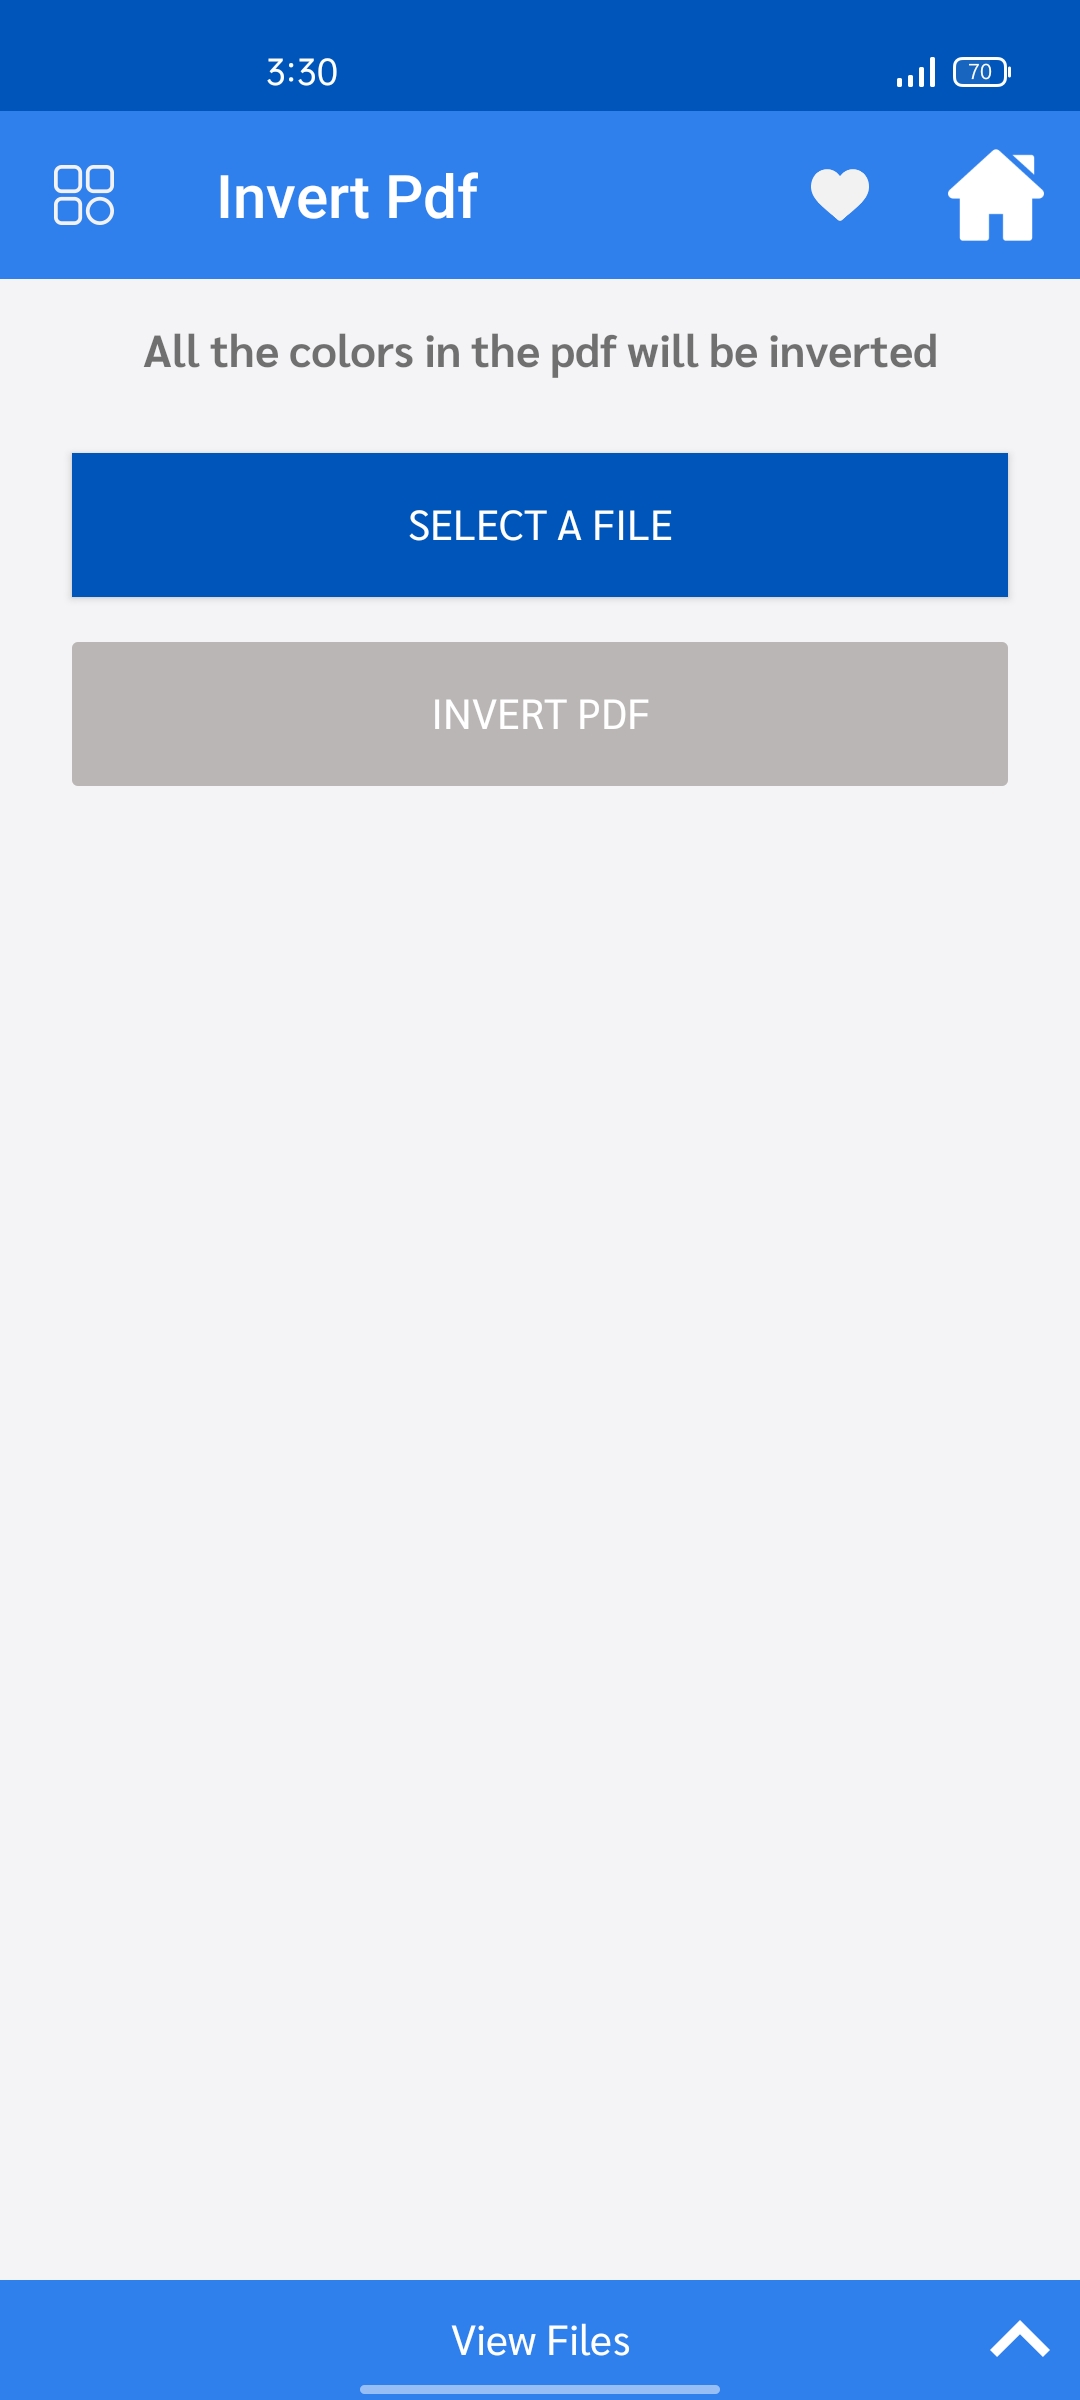 3:30
70
Invert Pdf
All the colors in the pdf will be inverted
SELECT A FILE
INVERT PDF
View Files